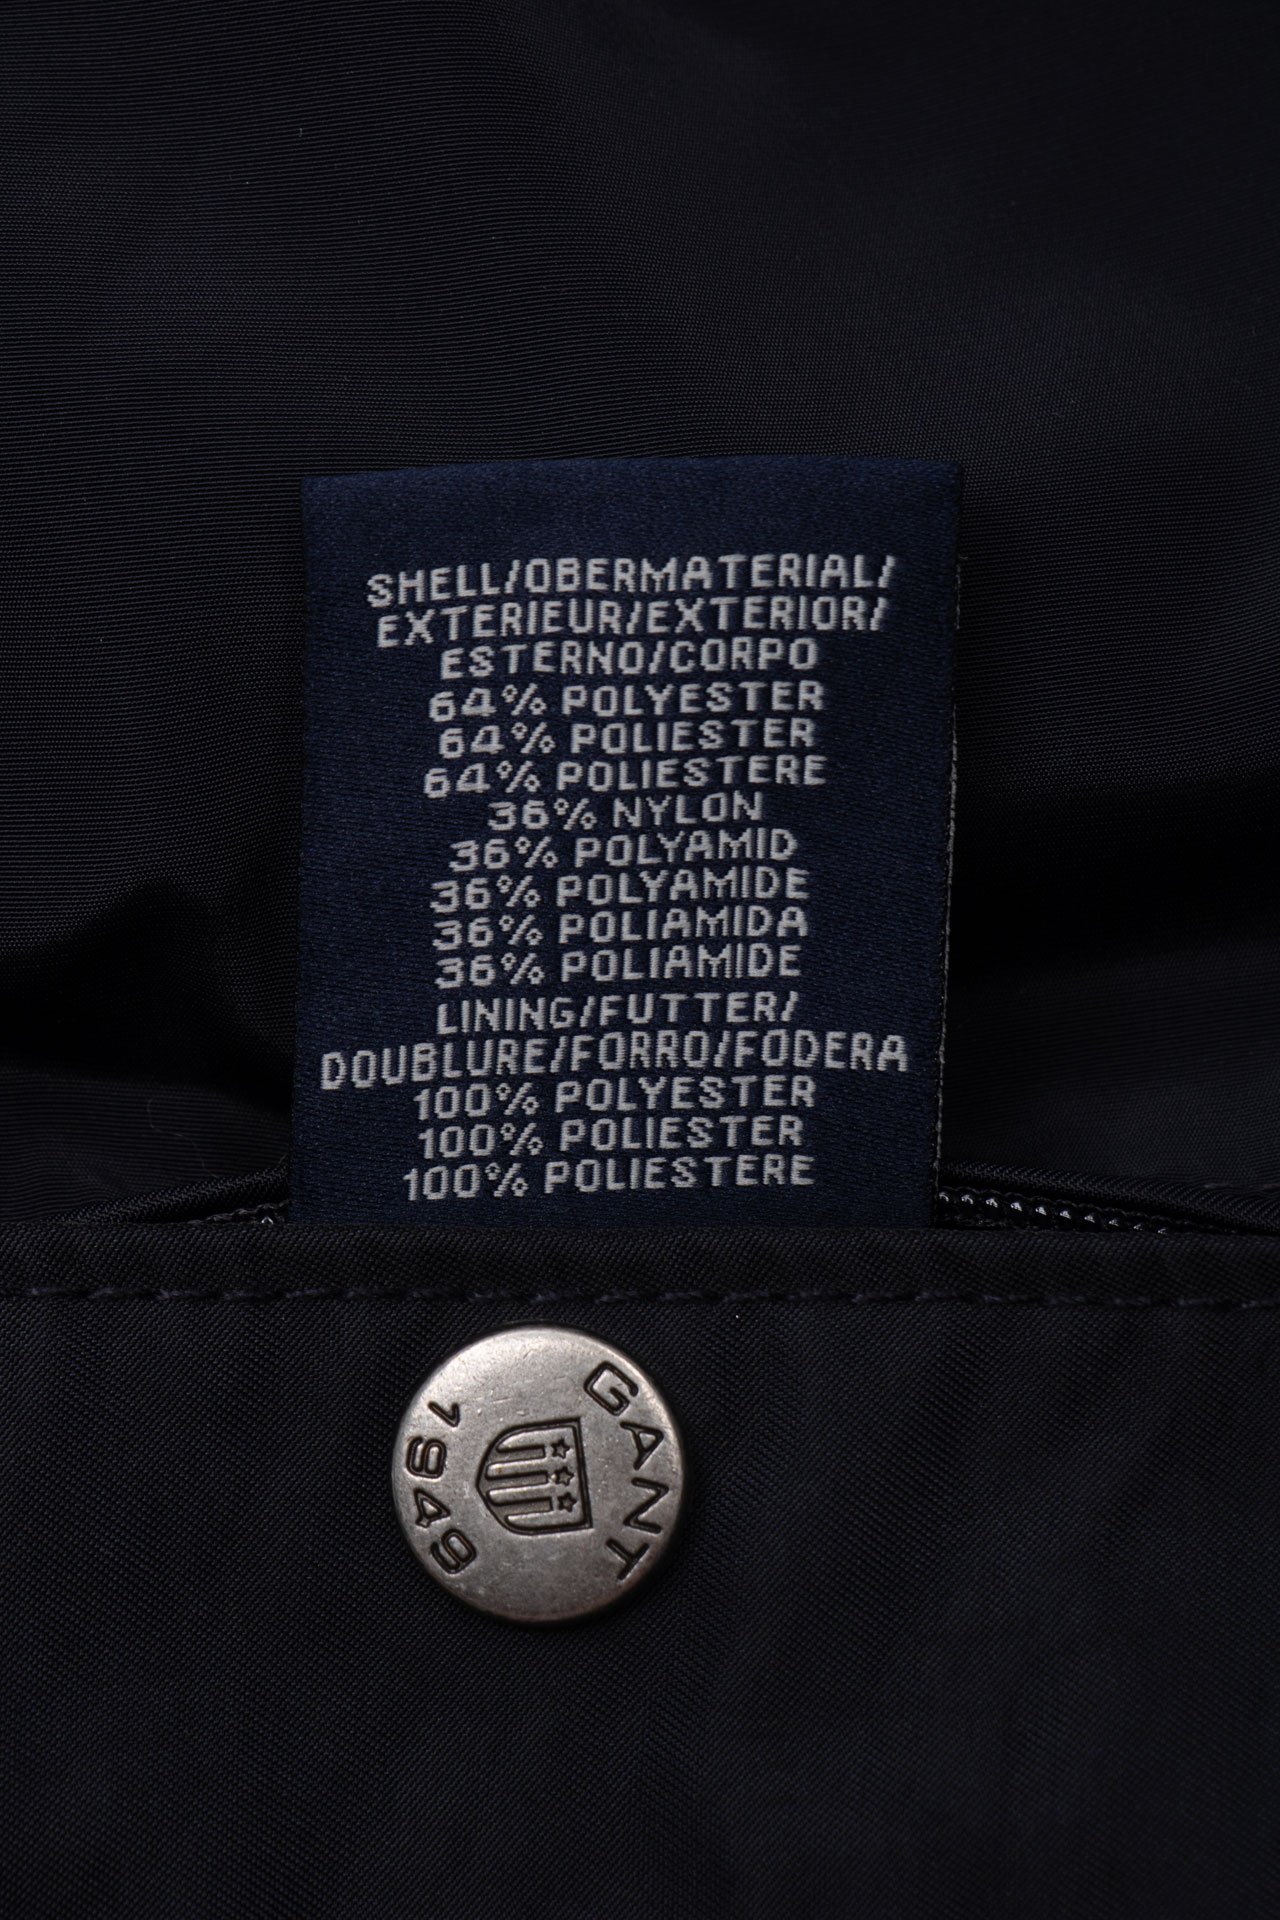 SHELL/OBERMATERIAL/
EXTERIEUR/EXTERIOR/
ESTERNO/CORPO
64% POLYESTER
64% POLIESTER
64% POLIESTERE
36% NYLON
36% POLYAMID
36% POLYAMIDE
36% POLIAMIDA
36% POLIAMIDE
LINING/FUTTER/
DOUBLURE/FORRO/FODERA
100% POLYESTER
100% POLIESTER
100% POLIESTERE
GANT
1949